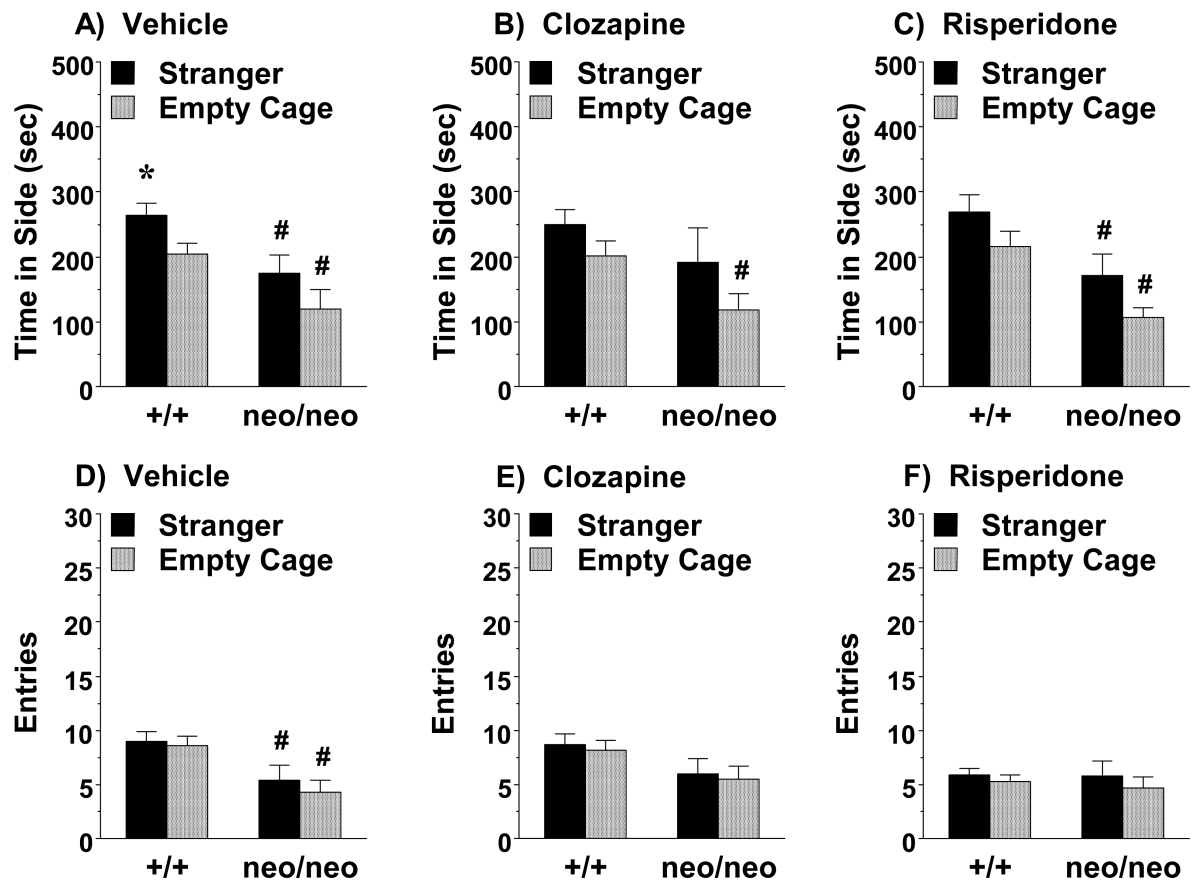 A) Vehicle
500
400
300
200
100
0
Time in Side (sec)
Stranger
Empty Cage
*
#
#
+/+ neo/neo
B) Clozapine
500
400
300
200
100
0
Time in Side (sec)
Stranger
Empty Cage
#
+/+ neo/neo
C) Risperidone
500
400
300
200
100
0
Time in Side (sec)
Stranger
Empty Cage
#
#
+/+ neo/neo
D) Vehicle
30
25
20
15
10
5
0
Entries
Stranger
Empty Cage
#
#
+/+ neo/neo
E) Clozapine
30
25
20
15
10
5
0
Entries
Stranger
Empty Cage
+/+ neo/neo
F) Risperidone
30
25
20
15
10
5
0
Entries
Stranger
Empty Cage
+/+ neo/neo